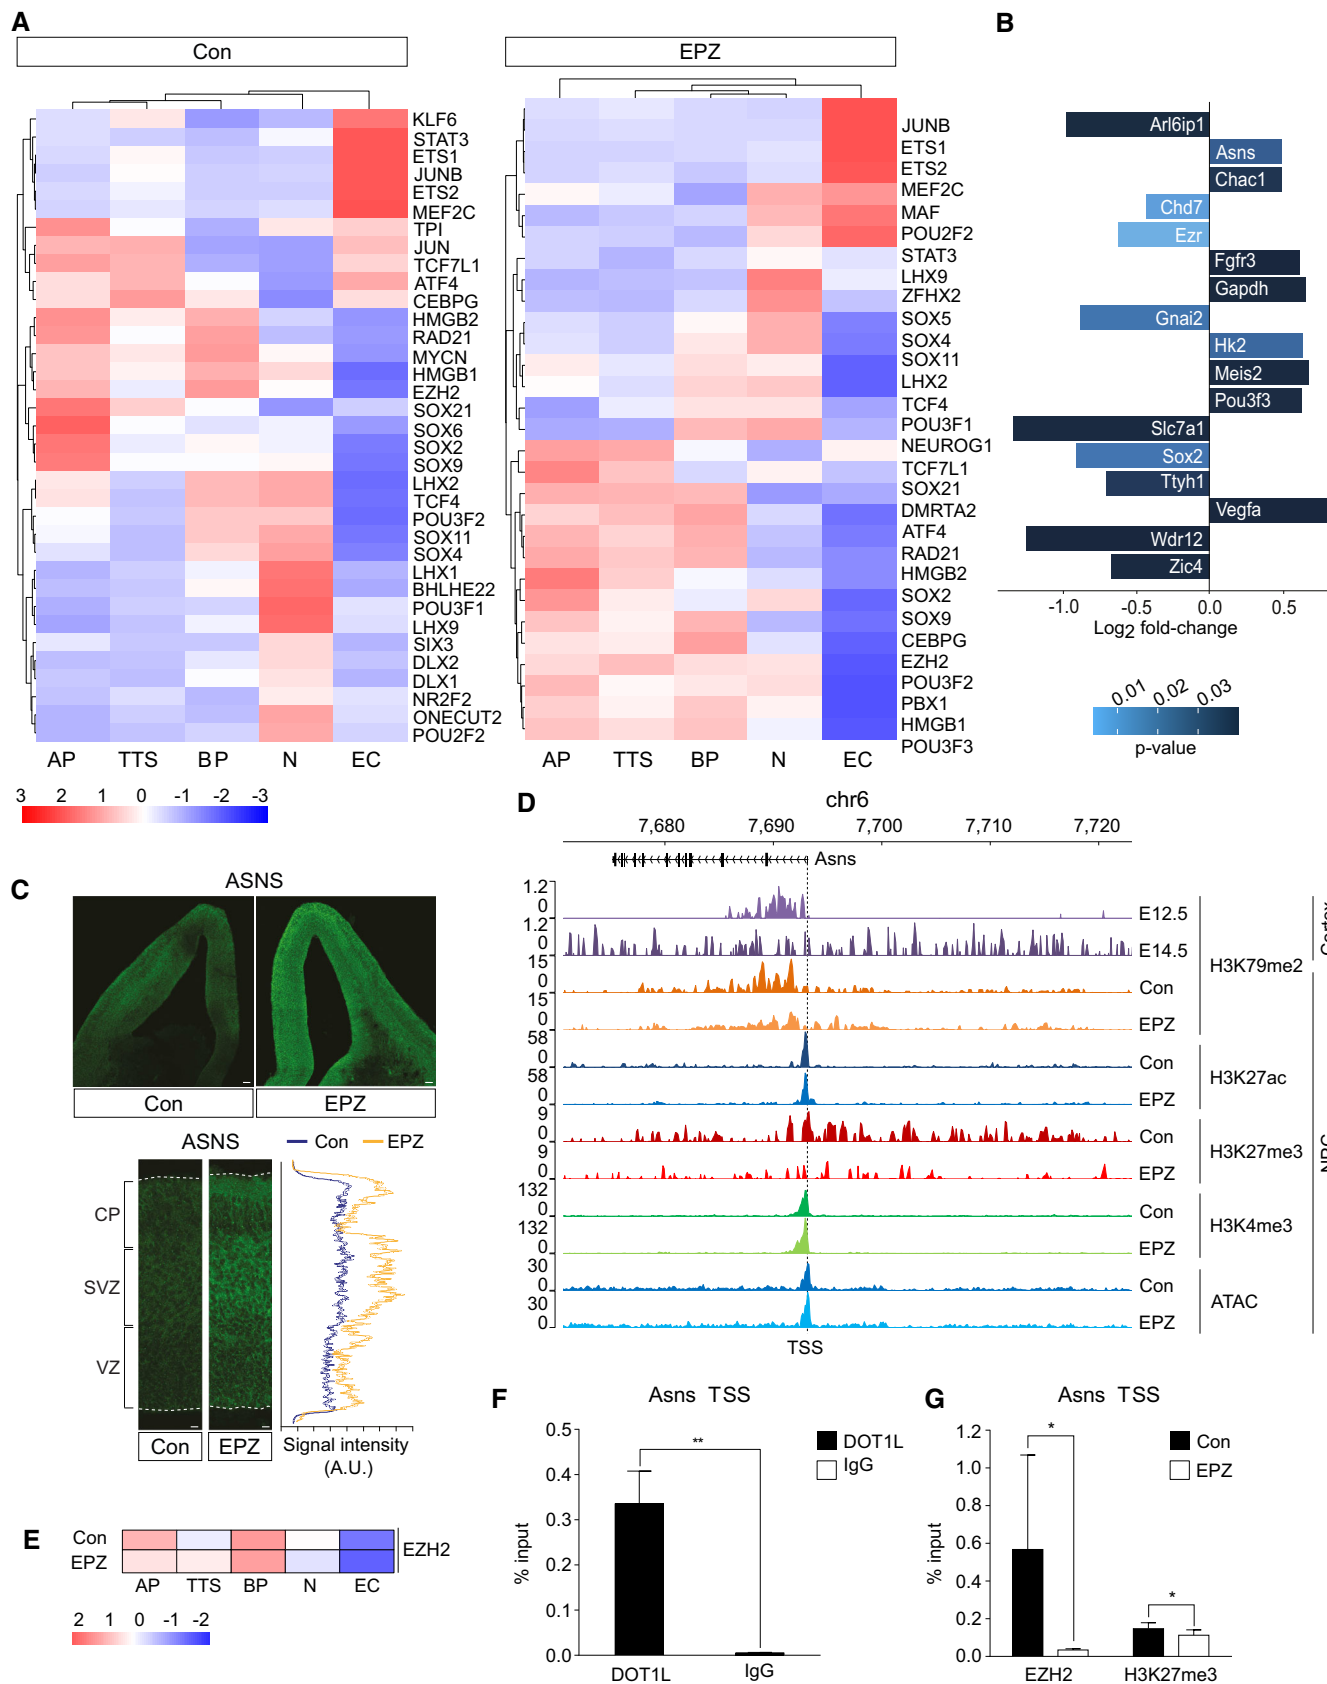 A
Con
EPZ
KLF6
STAT3
ETS1
JUNB
ETS2
MEF2C
TPI
JUN
TCF7L1
ATF4
CEBPG
HMGB2
RAD21
MYCN
HMGB1
EZH2
SOX21
SOX6
SOX2
SOX9
LHX2
TCF4
POU3F2
SOX11
SOX4
LHX1
BHLHE22
POU3F1
LHX9
SIX3
DLX2
DLX1
NR2F2
ONECUT2
POU2F2
AP TTS BP N EC
3 2 1 0 -1 -2 -3
JUNB
ETS1
ETS2
MEF2C
MAF
POU2F2
STAT3
LHX9
ZFHX2
SOX5
SOX4
SOX11
LHX2
TCF4
POU3F1
NEUROG1
TCF7L1
SOX21
DMRTA2
ATF4
RAD21
HMGB2
SOX2
SOX9
CEBPG
EZH2
POU3F2
PBX1
HMGB1
POU3F3
AP TTS BP N EC
B
Arl6ip1
Asns
Chac1
Chd7
Ezr
Fgfr3
Gapdh
Gnai2
Hk2
Meis2
Pou3f3
Slc7a1
Sox2
Ttyh1
Vegfa
Wdr12
Zic4
-1.0 -0.5 0.0 0.5
Log2 fold-change
0.01 0.02 0.03
p-value
C
ASNS
Con EPZ
ASNS
Con EPZ
CP
SVZ
VZ
Con EPZ
Signal intensity
(A.U.)
D
chr6
7,680 7,690 7,700 7,710 7,720
Asns
1.2
0
E12.5
1.2
0
E14.5
Cortex
15
0
Con
H3K79me2
15
0
EPZ
58
0
Con
58
0
EPZ
H3K27ac
9
0
Con
9
0
EPZ
H3K27me3
NPC
132
0
Con
132
0
EPZ
H3K4me3
30
0
Con
30
0
EPZ
ATAC
TSS
E
Con
EPZ
EZH2
AP TTS BP N EC
2 1 0 -1 -2
F
Asns TSS
% input
0.5
0.4
0.3
0.2
0.1
0.0
**
DOT1L
IgG
DOT1L IgG
G
Asns TSS
% input
1.2
1.0
0.8
0.6
0.4
0.2
0.0
*
*
Con
EPZ
EZH2 H3K27me3